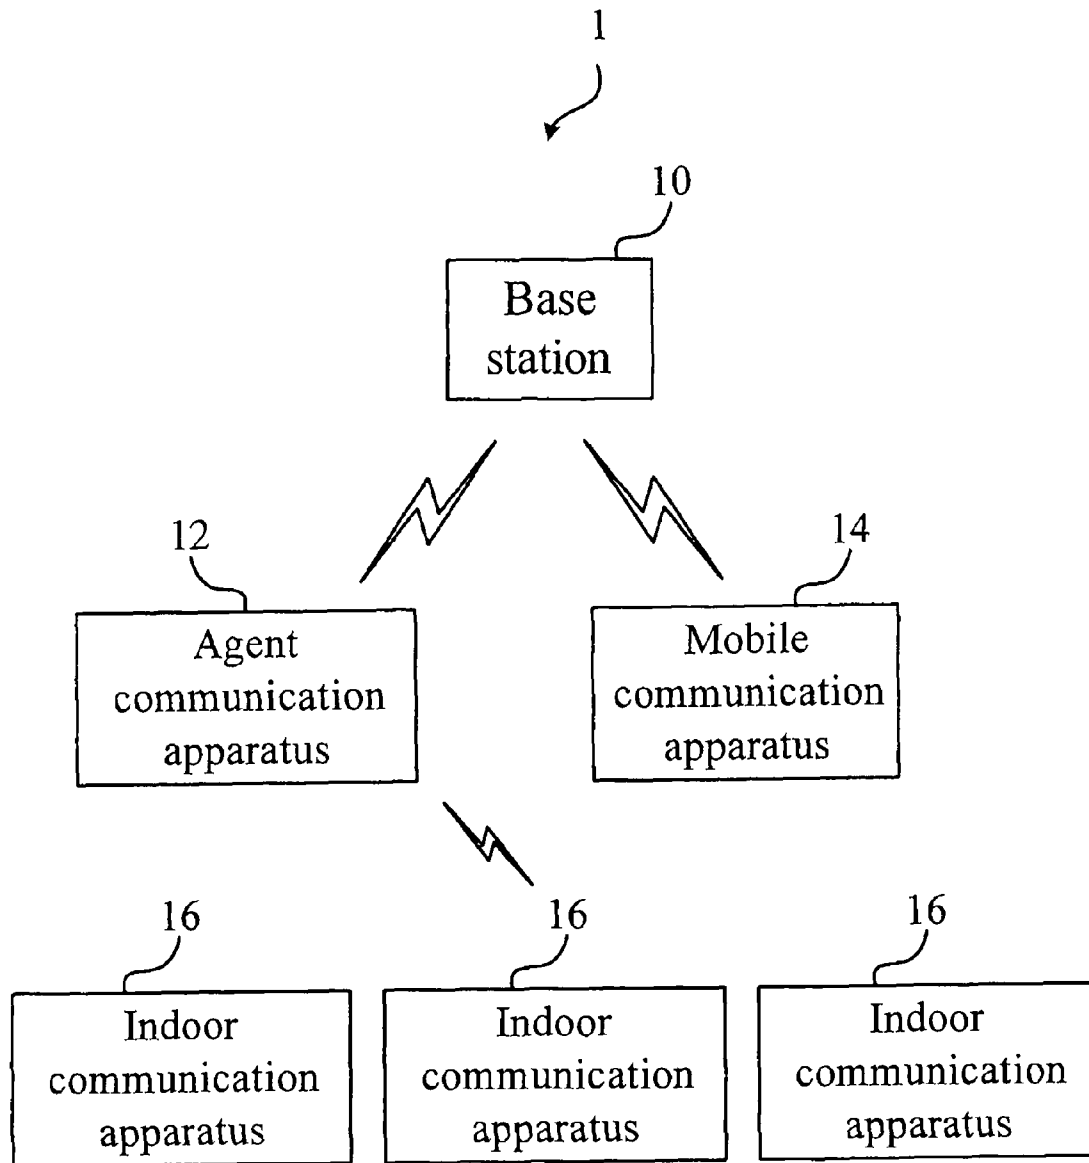 1
10
Base
station
12
14
Agent
communication
apparatus
Mobile
communication
apparatus
16
16
16
Indoor
communication
apparatus
Indoor
communication
apparatus
Indoor
communication
apparatus